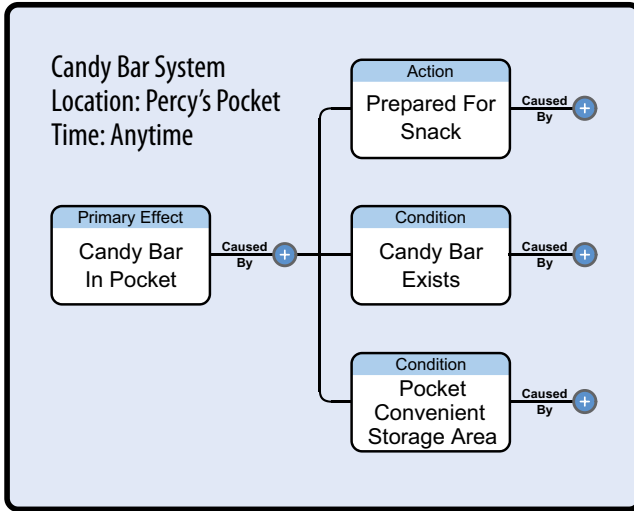 Candy Bar System
Location: Percy's Pocket
Time: Anytime
Action
Prepared For
Snack
Caused
By
Primary Effect
Candy Bar
In Pocket
Caused
By
Condition
Candy Bar
Exists
Caused
By
Condition
Pocket
Convenient
Storage Area
Caused
By